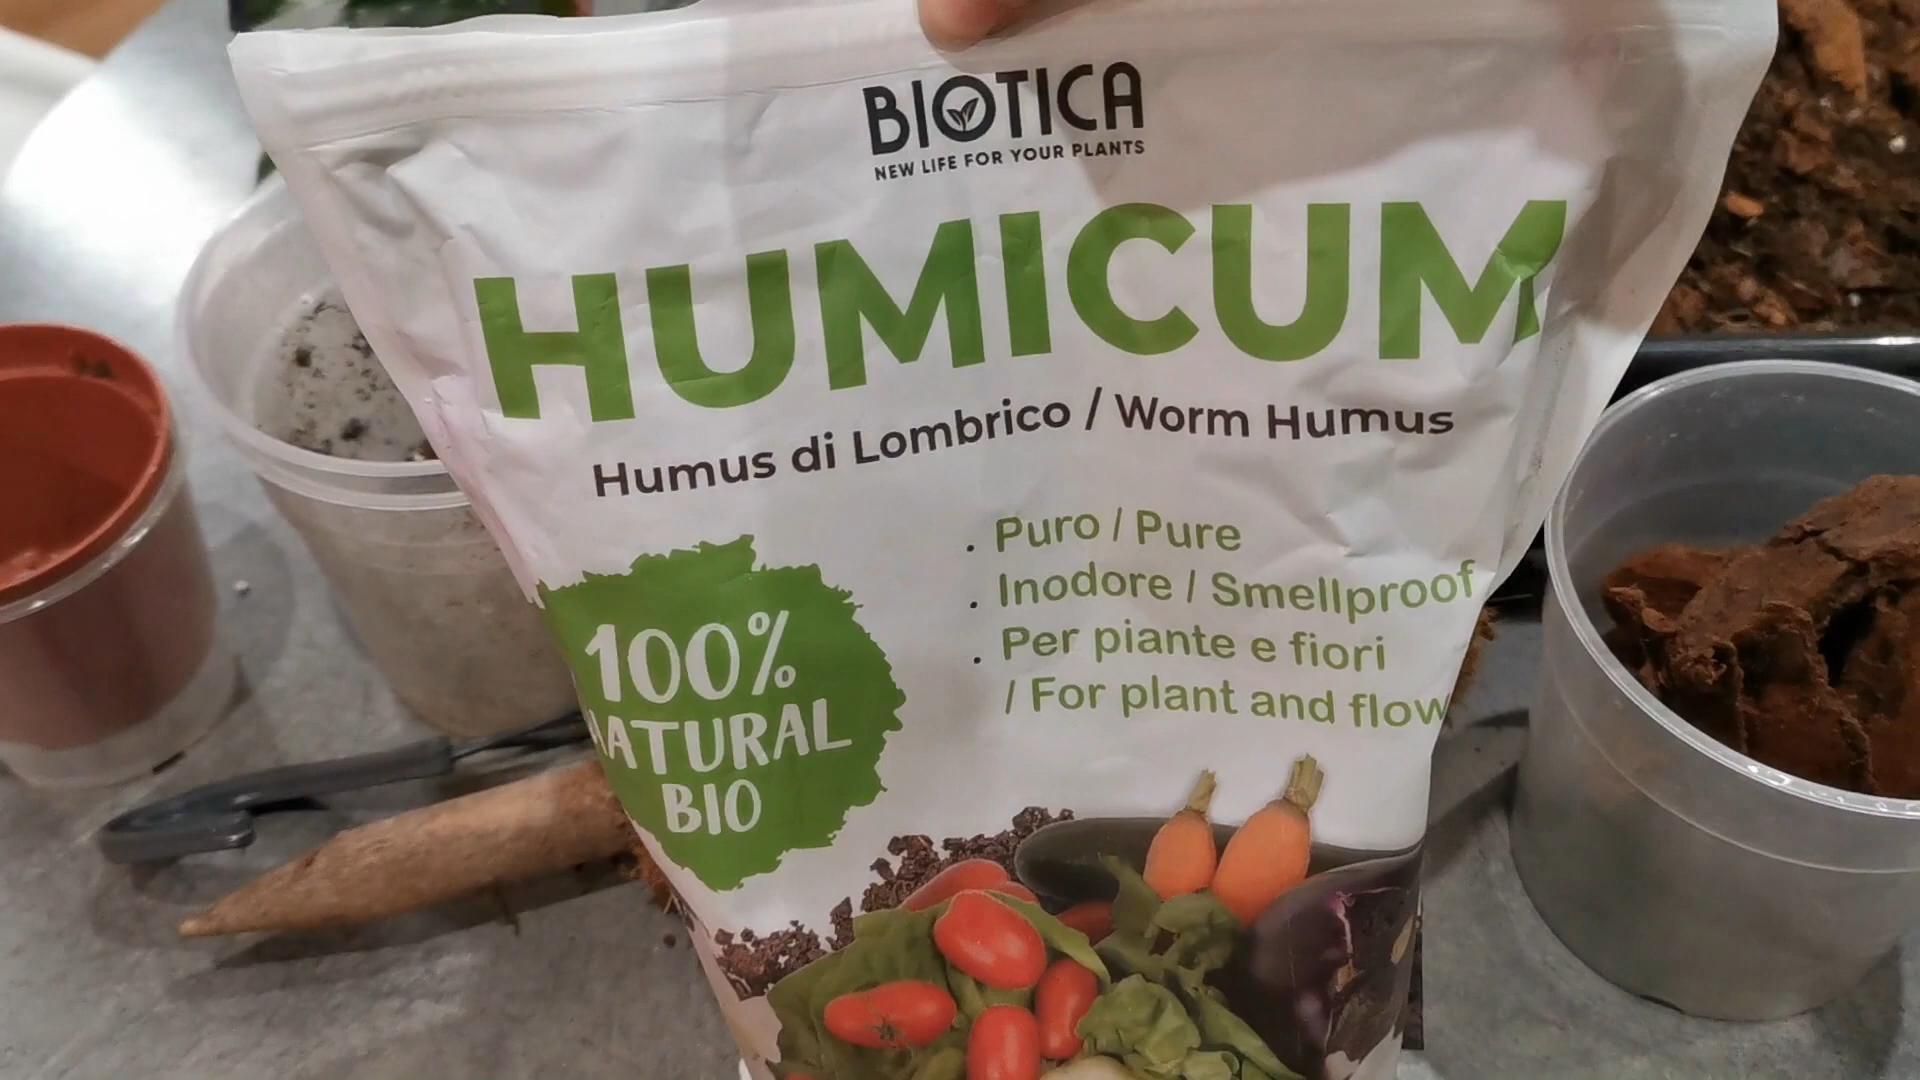 BIOTICA
NEW LIFE FOR YOUR PLANTS
HUMICUM
Humus di Lombrico / Worm Humus
. Puro / Pure
. Inodore / Smellproof
. Per piante e fiori
/ For plant and flow
100%
NATURAL
BIO